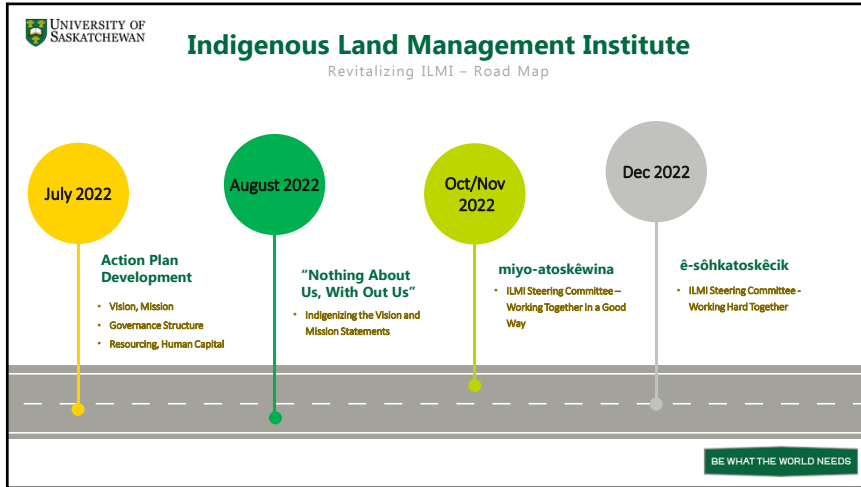 UNIVERSITY OF
SASKATCHEWAN
Indigenous Land Management Institute
Revitalizing ILMI – Road Map
July 2022
Action Plan
Development
• Vision, Mission
• Governance Structure
• Resourcing, Human Capital
August 2022
“Nothing About
Us, With Out Us”
• Indigenizing the Vision and
Mission Statements
Oct/Nov
2022
miyo-atoskêwina
• ILMI Steering Committee –
Working Together in a Good
Way
Dec 2022
ê-sôhkatoskêcik
• ILMI Steering Committee -
Working Hard Together
BE WHAT THE WORLD NEEDS